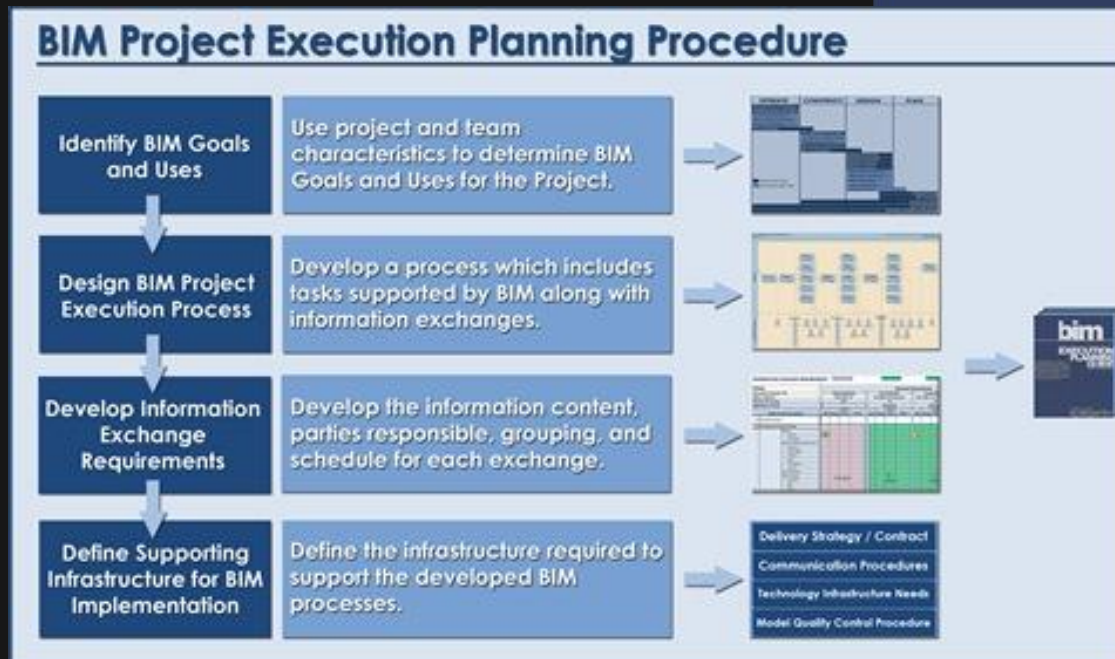 BIM Project Execution Planning Procedure
Identify BIM Goals
and Uses
Use project and team
characteristics to determine BIM
Goals and Uses for the Project.
Design BIM Project
Execution Process
Develop a process which includes
tasks supported by BIM along with
information exchanges.
Develop Information
Exchange
Requirements
Develop the information content,
parties responsible, grouping, and
schedule for each exchange.
Define Supporting
Infrastructure for BIM
Implementation
Define the infrastructure required to
support the developed BIM
processes.
Delivery Strategy / Contract
Communication Procedures
Technology Infrastructure Needs
Model Quality Control Procedure
bim
EXECUTION
PLANNING